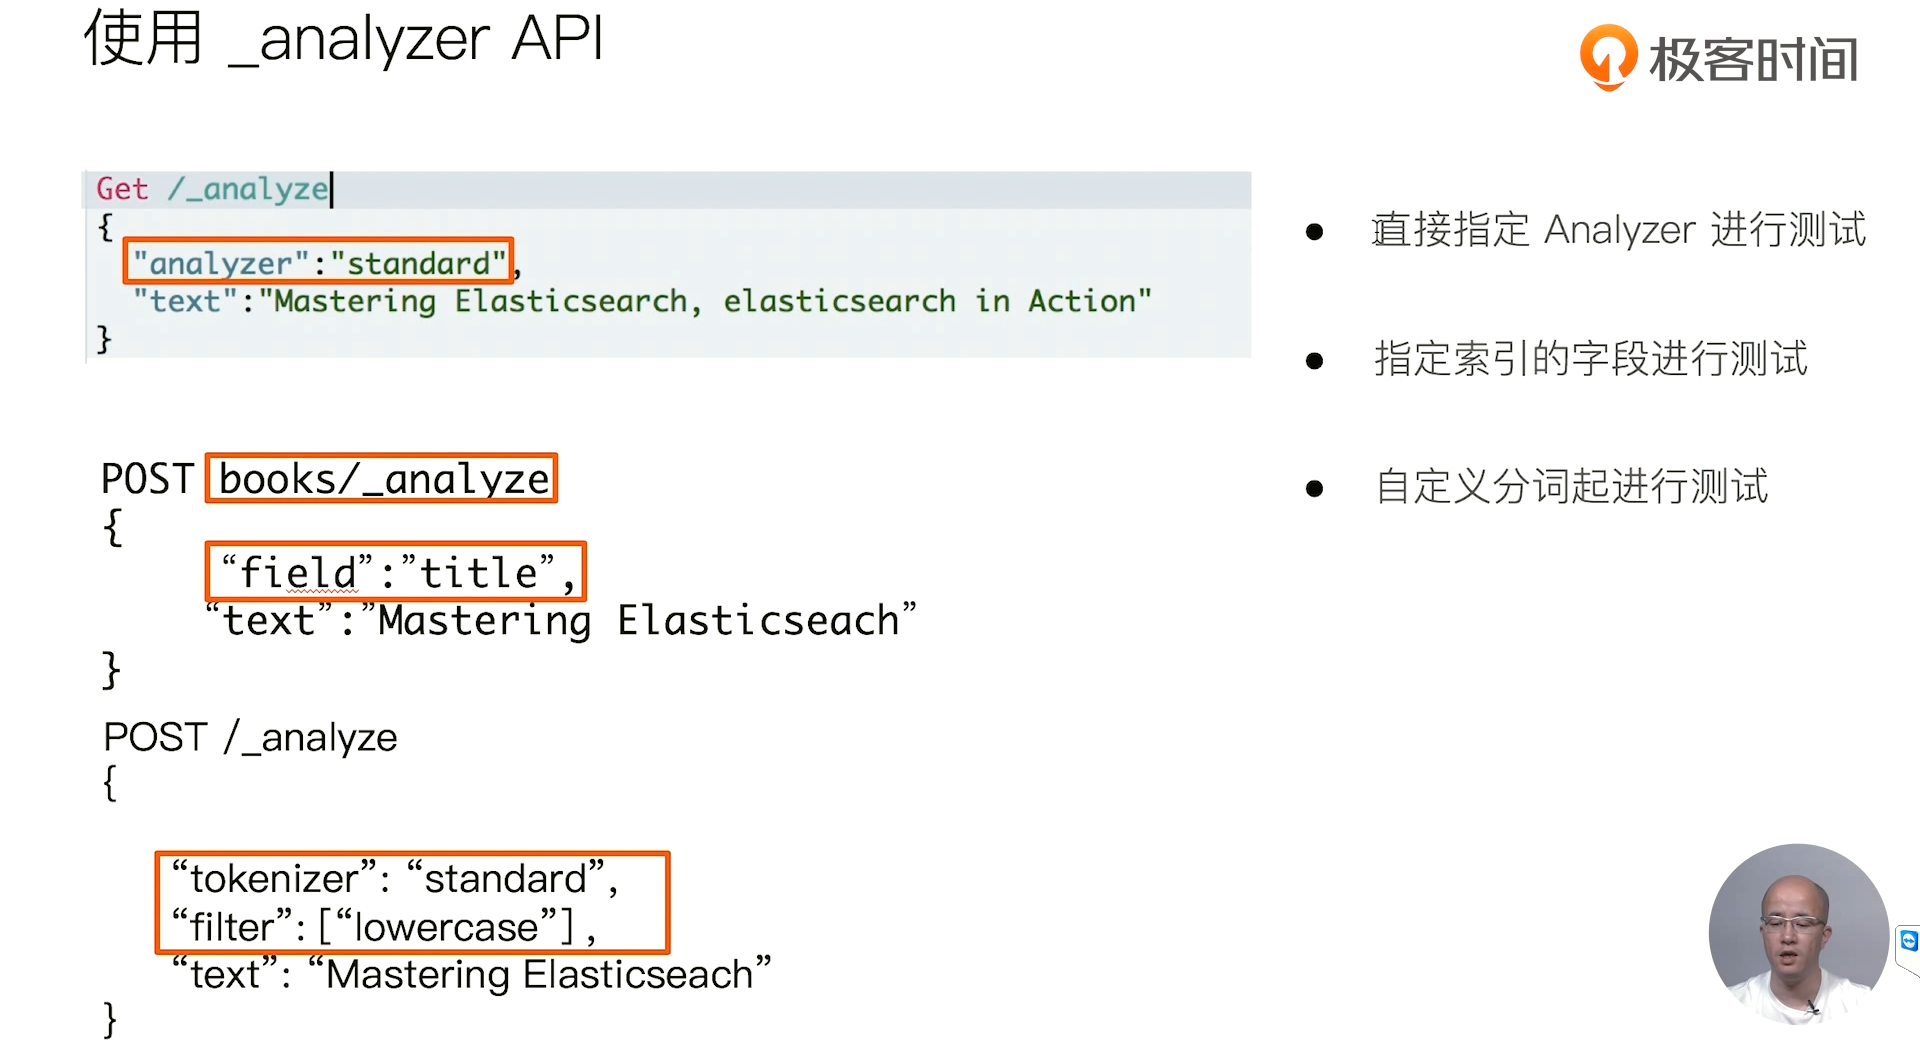 使用 _analyzer API
极客时间
Get /_analyze
{
"analyzer":"standard",
"text":"Mastering Elasticsearch, elasticsearch in Action"
}
POST books/_analyze
{
“field”:”title”,
“text”:”Mastering Elasticseach”
}
POST /_analyze
{
“tokenizer”: “standard”,
“filter”: [“lowercase”] ,
“text”: “Mastering Elasticseach”
}
● 直接指定 Analyzer 进行测试
● 指定索引的字段进行测试
● 自定义分词起进行测试